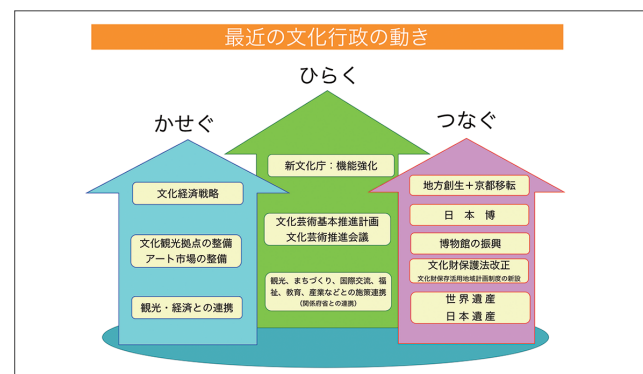 最近の文化行政の動き
かせぐ
文化経済戦略
文化観光拠点の整備
アート市場の整備
観光・経済との連携
ひらく
新文化庁：機能強化
文化芸術基本推進計画
文化芸術推進会議
観光、まちづくり、国際交流、福
祉、教育、産業などとの施策連携
(関係府省との連携)
つなぐ
地方創生＋京都移転
日 本 博
博物館の振興
文化財保護法改正
文化財保存活用地域計画制度の新設
世 界 遺 産
日 本 遺 産